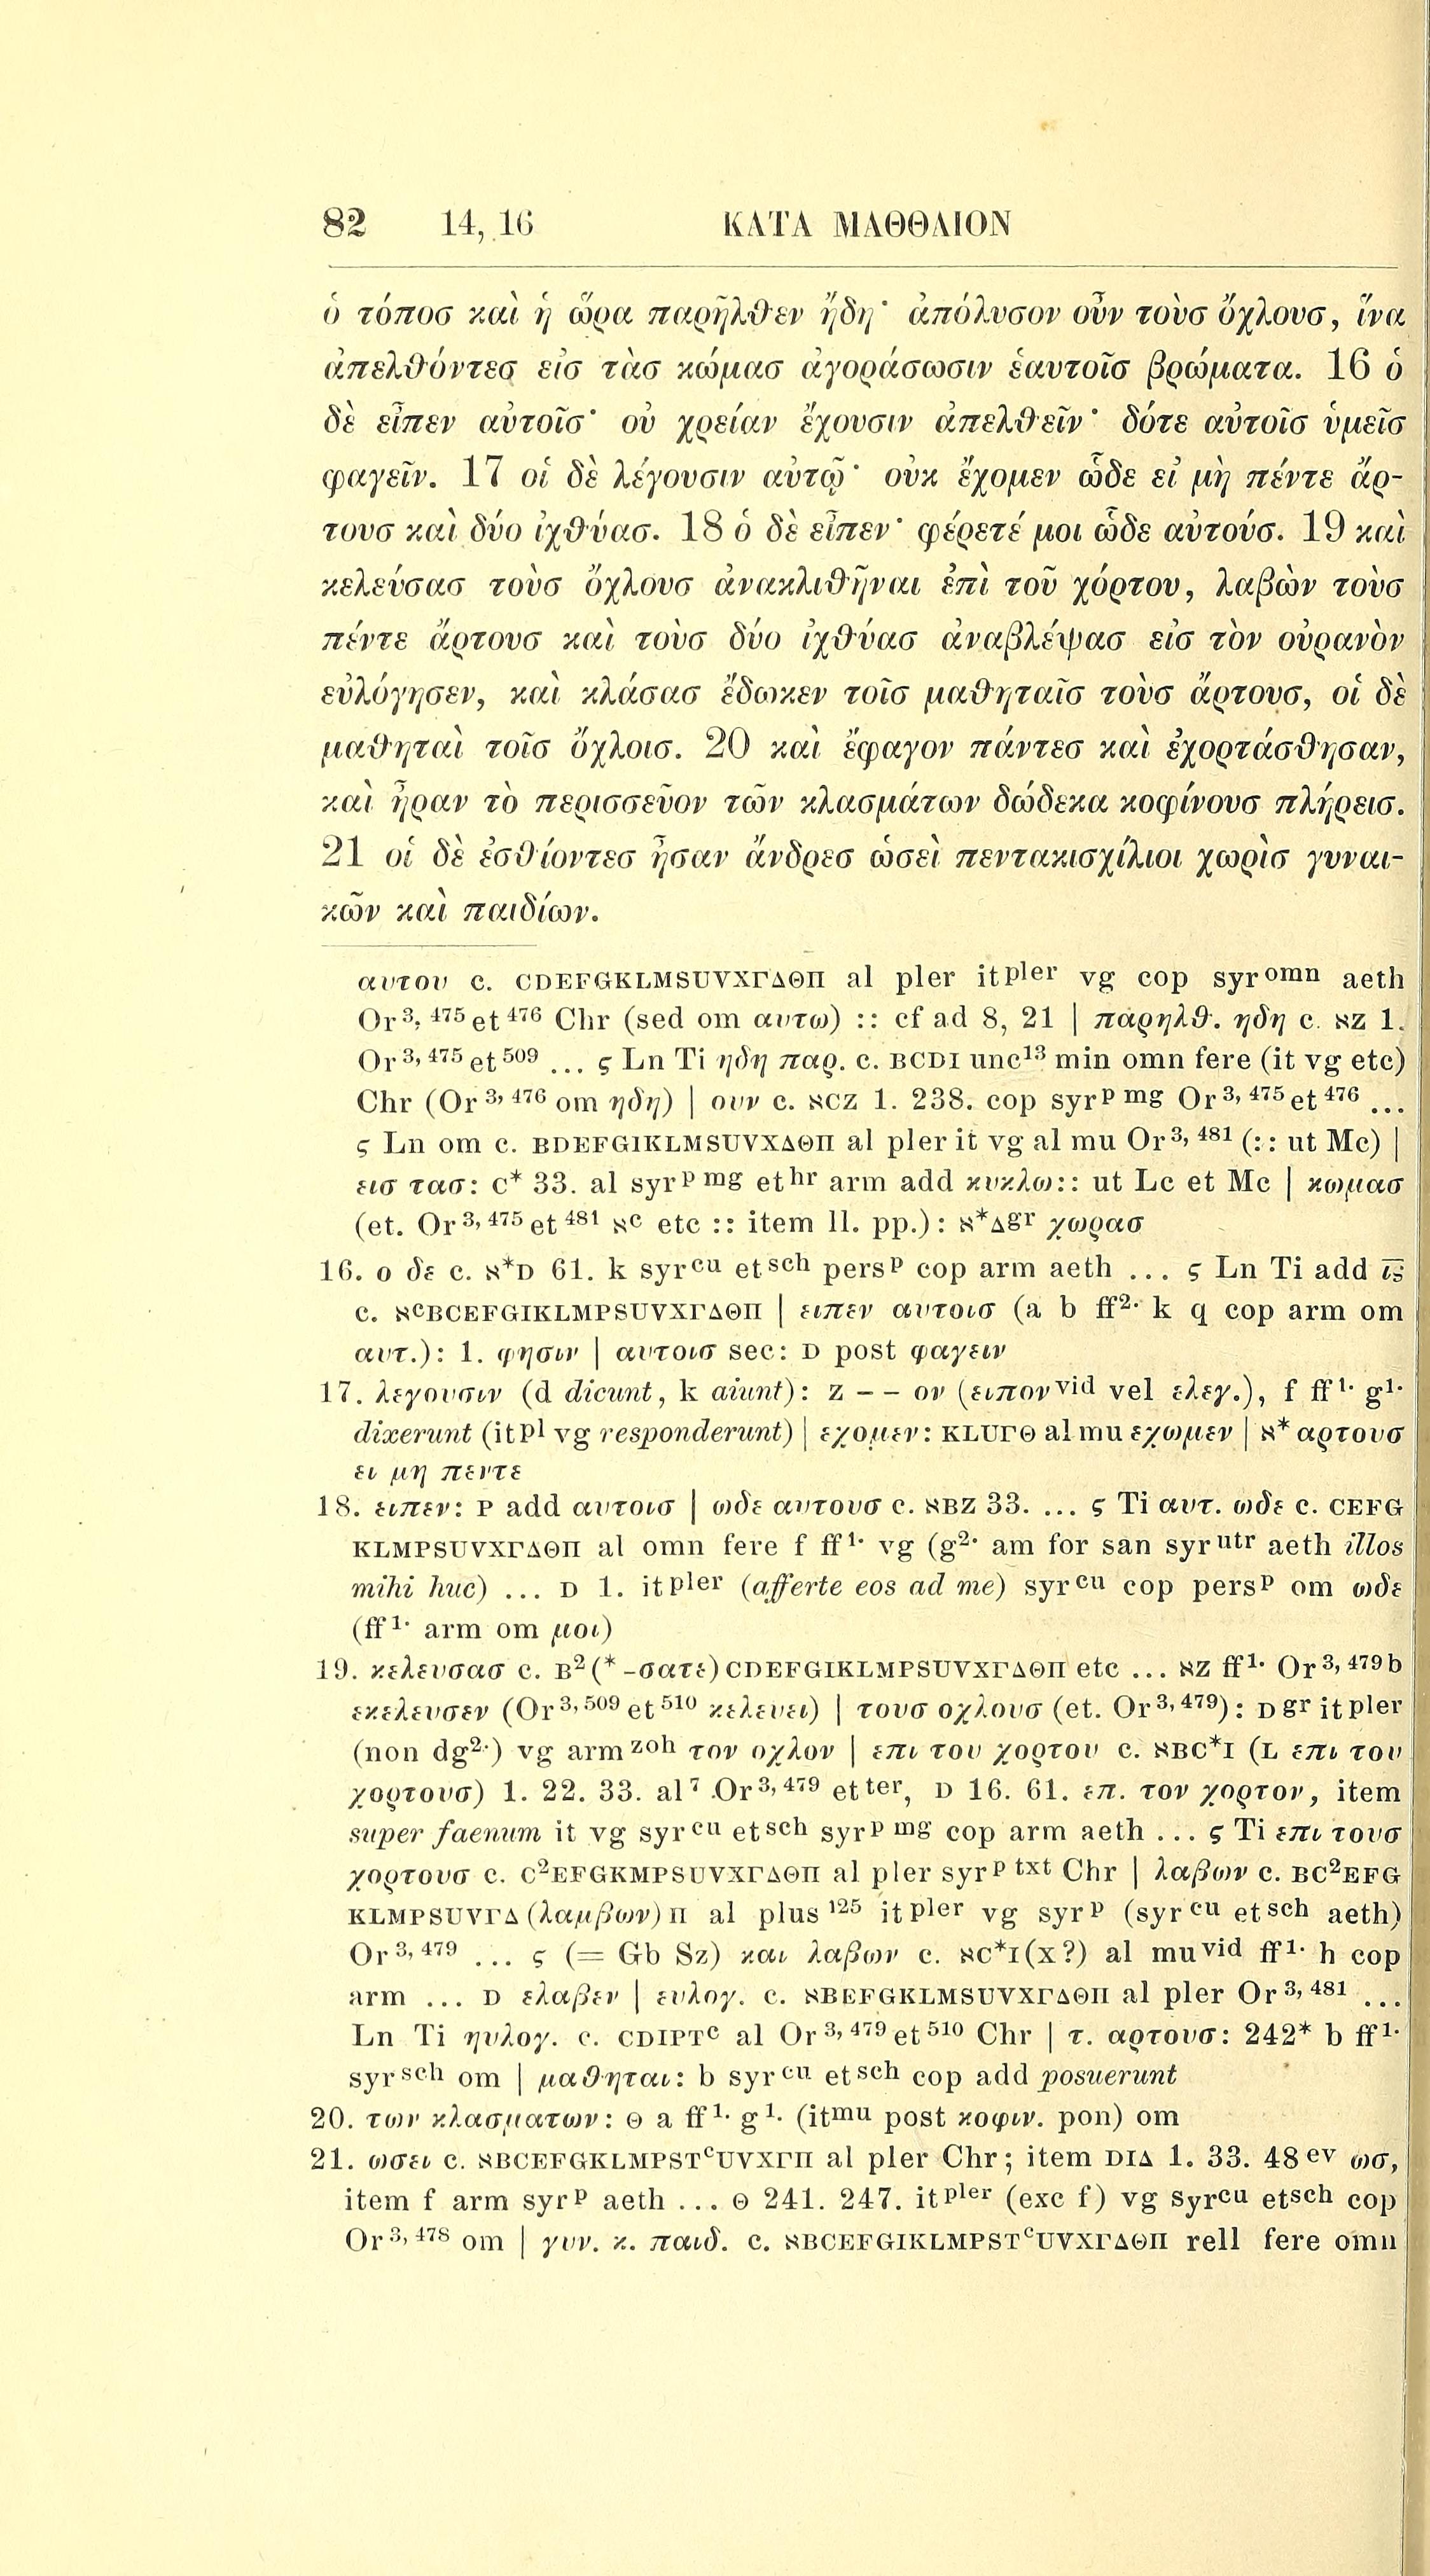 82 14, 16 ΚΑΤΑ ΜΑΘΘΑΙΟΝ
ὁ τόποσ καὶ ἡ ὥρα παρῆλθεν ἤδη· ἀπόλυσον οὖν τοὺσ ὄχλουσ, ἵνα
ἀπελθόντεσ εἰσ τὰσ κώμασ ἀγοράσωσιν ἑαυτοῖσ βρώματα. 16 ὁ
δὲ εἶπεν αὐτοῖσ· οὐ χρείαν ἔχουσιν ἀπελθεῖν· δότε αὐτοῖσ ὑμεῖσ
φαγεῖν. 17 οἱ δὲ λέγουσιν αὐτῷ· οὐκ ἔχομεν ὧδε εἰ μὴ πέντε ἄρ-
τουσ καὶ δύο ἰχθύασ. 18 ὁ δὲ εἶπεν· φέρετέ μοι ὧδε αὐτούσ. 19 καὶ
κελεύσασ τοὺσ ὄχλουσ ἀνακλιθῆναι ἐπὶ τοῦ χόρτου, λαβὼν τοὺσ
πέντε ἄρτουσ καὶ τοὺσ δύο ἰχθύασ ἀναβλέψασ εἰσ τὸν οὐρανὸν
εὐλόγησεν, καὶ κλάσασ ἔδωκεν τοῖσ μαθηταῖσ τοὺσ ἄρτουσ, οἱ δὲ
μαθηταὶ τοῖσ ὄχλοισ. 20 καὶ ἔφαγον πάντεσ καὶ ἐχορτάσθησαν,
καὶ ἦραν τὸ περισσεῦον τῶν κλασμάτων δώδεκα κοφίνουσ πλήρεισ.
21 οἱ δὲ ἐσθίοντεσ ἦσαν ἄνδρεσ ὡσεὶ πεντακισχίλιοι χωρὶσ γυναι-
κῶν καὶ παιδίων.
αυτου c. CDEFGKLMSUVXΓΔΘΠ al pler it^pler vg cop syr^omn aeth
Or^3, 475 et ^476 Chr (sed om αυτω) :: cf ad 8, 21 | παρηλθ. ηδη c. ℵZ 1.
Or^3, 475 et ^509 ... ς Ln Ti ηδη παρ. c. BCDI unc^13 min omn fere (it vg etc)
Chr (Or^3, 476 om ηδη) | ουν c. ℵCZ 1. 238. cop syr^p mg Or^3, 475 et ^476 ...
ς Ln om c. BDEFGIKLMSUVXΔΘΠ al pler it vg al mu Or^3, 481 (:: ut Mc) |
εισ τασ: C* 33. al syr^p mg et^hr arm add κυκλω:: ut Lc et Mc | κωμασ
(et. Or^3, 475 et ^481 ℵ^c etc :: item ll. pp.): ℵ*Δ^gr χωρασ
16. ο δε c. ℵ*D 61. k syr^cu et^sch pers^p cop arm aeth ... ς Ln Ti add ι̅ς̅
c. ℵ^cBCEFGIKLMPSUVXΓΔΘΠ | ειπεν αυτοισ (a b ff^2. k q cop arm om
αυτ.): 1. φησιν | αυτοισ sec: D post φαγειν
17. λεγουσιν (d dicunt, k aiunt): Z - - ον (ειπον^vid vel ελεγ.), f ff^1. g^1.
dixerunt (it^pl vg responderunt) | εχομεν: KLUΓΘ al mu εχωμεν | ℵ* αρτουσ
ει μη πεντε
18. ειπεν: P add αυτοισ | ωδε αυτουσ c. ℵBZ 33. ... ς Ti αυτ. ωδε c. CEFG
KLMPSUVXΓΔΘΠ al omn fere f ff^1. vg (g^2. am for san syr^utr aeth illos
mihi huc) ... D 1. it^pler (afferte eos ad me) syr^cu cop pers^p om ωδε
(ff^1. arm om μοι)
19. κελευσασ c. B^2(* -σατε)CDEFGIKLMPSUVXΓΔΘΠ etc ... ℵZ ff^1. Or^3, 479 b
εκελευσεν (Or^3, 509 et ^510 κελευει) | τουσ οχλουσ (et. Or^3, 479): D^gr it^pler
(non dg^2.) vg arm^zoh τον οχλον | επι του χορτου c. ℵBC*I (L επι του
χορτουσ) 1. 22. 33. al^7 Or^3, 479 et^ter, D 16. 61. επ. τον χορτον, item
super faenum it vg syr^cu et^sch syr^p mg cop arm aeth ... ς Ti επι τουσ
χορτουσ c. C^2EFGKMPSUVXΓΔΘΠ al pler syr^p txt Chr | λαβων c. BC^2EFG
KLMPSUVΓΔ(λαμβων)Π al plus^125 it^pler vg syr^p (syr^cu et^sch aeth)
Or^3, 479 ... ς (= Gb Sz) και λαβων c. ℵC*I(X?) al mu^vid ff^1. h cop
arm ... D ελαβεν | ευλογ. c. ℵBEFGKLMSUVXΓΔΘΠ al pler Or^3, 481 ...
Ln Ti ηυλογ. c. CDIPT^c al Or^3, 479 et ^510 Chr | τ. αρτουσ: 242* b ff^1.
syr^sch om | μαθηται: b syr^cu et^sch cop add posuerunt
20. των κλασματων: Θ a ff^1. g^1. (it^mu post κοφιν. pon) om
21. ωσει c. ℵBCEFGKLMPST^cUVXΓΠ al pler Chr; item DIΔ 1. 33. 48^ev ωσ,
item f arm syr^p aeth ... Θ 241. 247. it^pler (exc f) vg syr^cu et^sch cop
Or^3, 478 om | γυν. κ. παιδ. c. ℵBCEFGIKLMPST^cUVXΓΔΘΠ rell fere omn